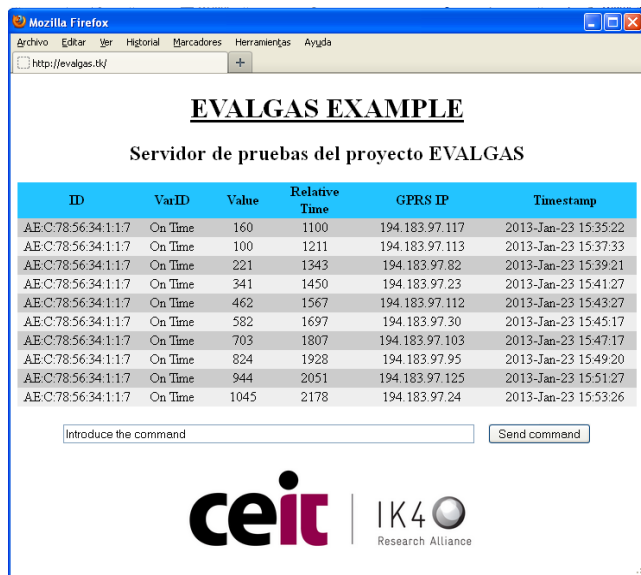 Mozilla Firefox
Archivo Editar Ver Historial Marcadores Herramientas Ayuda
http://evalgas.tk/ +
EVALGAS EXAMPLE
Servidor de pruebas del proyecto EVALGAS
ID VarID Value Relative Time GPRS IP Timestamp
AE:C:78:56:34:1:1:7 On Time 160 1100 194.183.97.117 2013-Jan-23 15:35:22
AE:C:78:56:34:1:1:7 On Time 100 1211 194.183.97.113 2013-Jan-23 15:37:33
AE:C:78:56:34:1:1:7 On Time 221 1343 194.183.97.82 2013-Jan-23 15:39:21
AE:C:78:56:34:1:1:7 On Time 341 1450 194.183.97.23 2013-Jan-23 15:41:27
AE:C:78:56:34:1:1:7 On Time 462 1567 194.183.97.112 2013-Jan-23 15:43:27
AE:C:78:56:34:1:1:7 On Time 582 1697 194.183.97.30 2013-Jan-23 15:45:17
AE:C:78:56:34:1:1:7 On Time 703 1807 194.183.97.103 2013-Jan-23 15:47:17
AE:C:78:56:34:1:1:7 On Time 824 1928 194.183.97.95 2013-Jan-23 15:49:20
AE:C:78:56:34:1:1:7 On Time 944 2051 194.183.97.125 2013-Jan-23 15:51:27
AE:C:78:56:34:1:1:7 On Time 1045 2178 194.183.97.24 2013-Jan-23 15:53:26
Introduce the command Send command
ceit IK4
Research Alliance